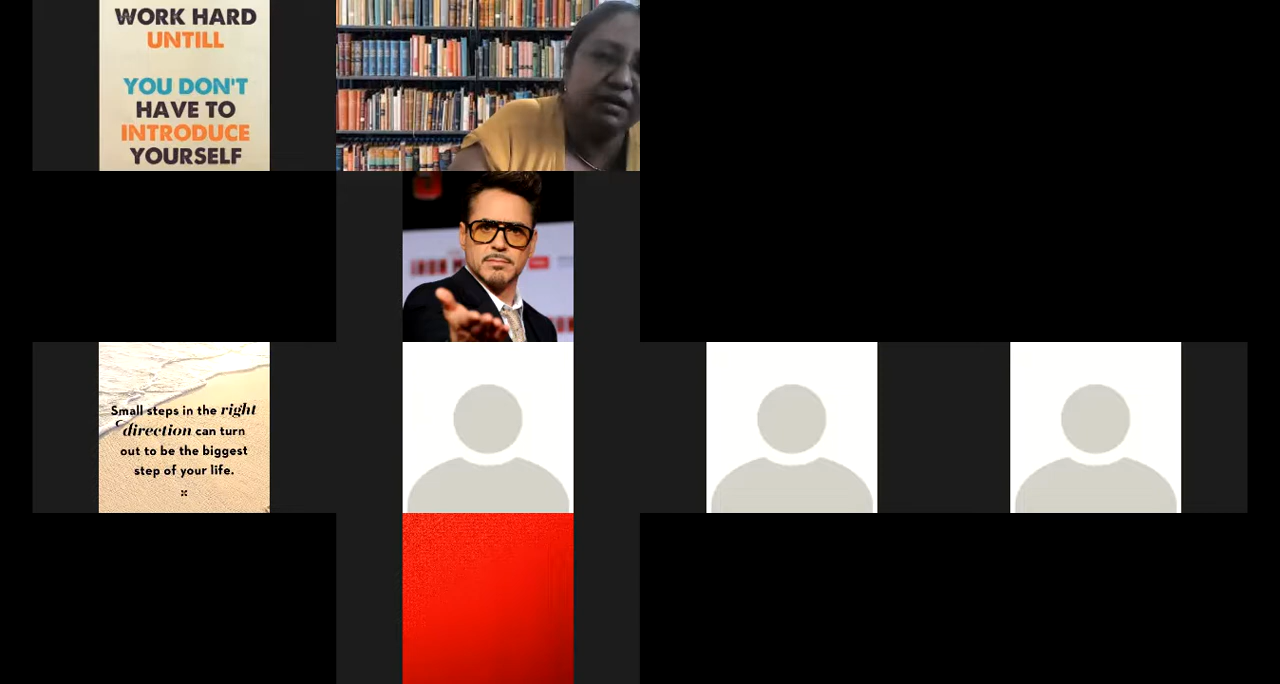 WORK HARD
UNTILL
YOU DON'T
HAVE TO
INTRODUCE
YOURSELF
IRON M
Small steps in the right
direction can turn
out to be the biggest
step of your life.